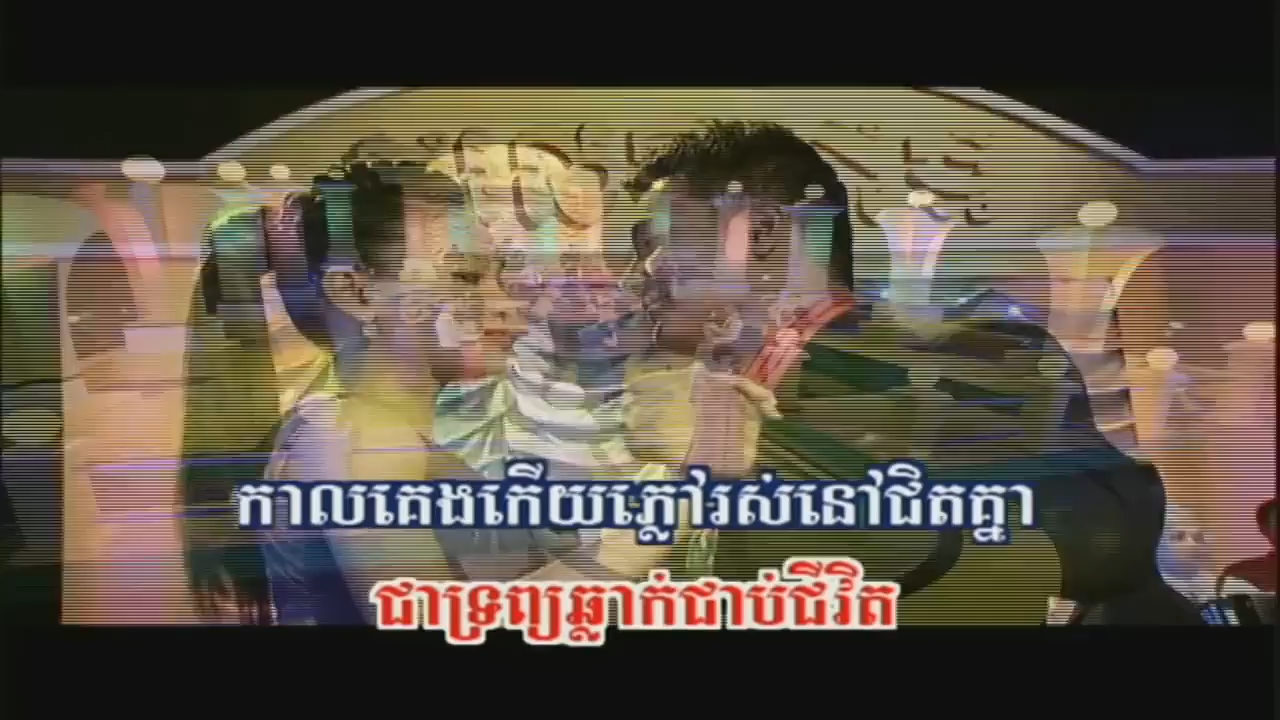 កាលគេងកើយភ្លៅរស់នៅជិតគ្នា
ជាទ្រព្យឆ្លាក់ជាប់ជីវិត